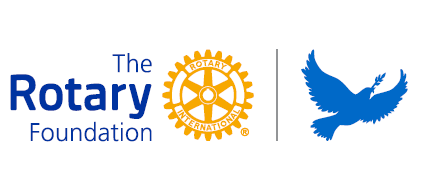 The
Rotary
Foundation
ROTARY
INTERNATIONAL
®